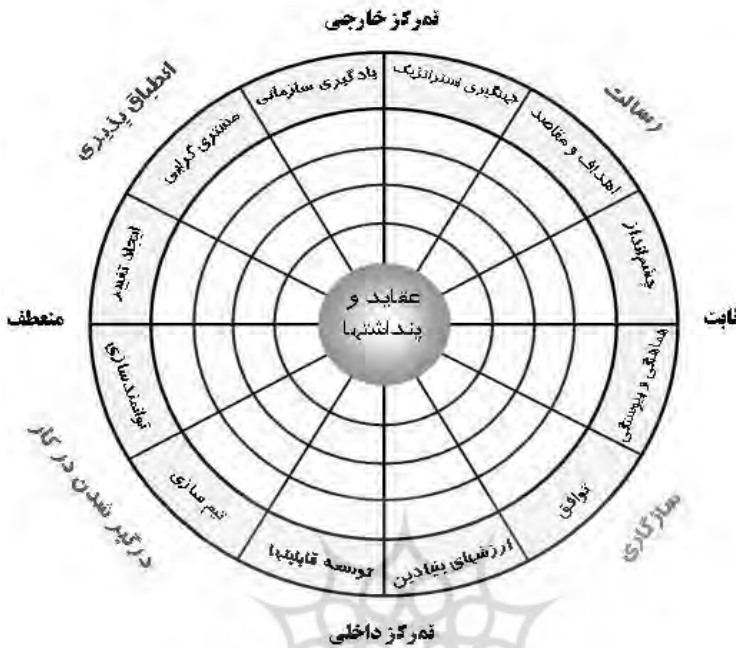 تمرکز خارجی
انطباق پذیری
رسالت
یادگیری سازمانی
جهتگیری استراتژیک
مشتری گرایی
اهداف و مقاصد
ایجاد تغییر
چشم‌انداز
منعطف
عقاید و
پنداشتها
ثابت
توانمندسازی
هماهنگی و پیوستگی
تیم سازی
توافق
توسعه قابلیتها
ارزشهای بنیادین
درگیر شدن در کار
سازگاری
تمرکز داخلی